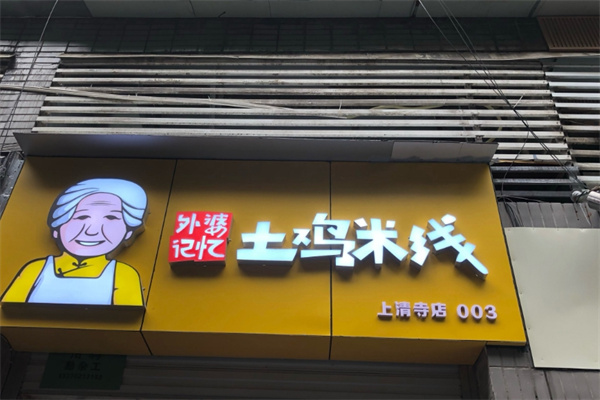 外婆
记忆
土鸡米线
上清寺店 003